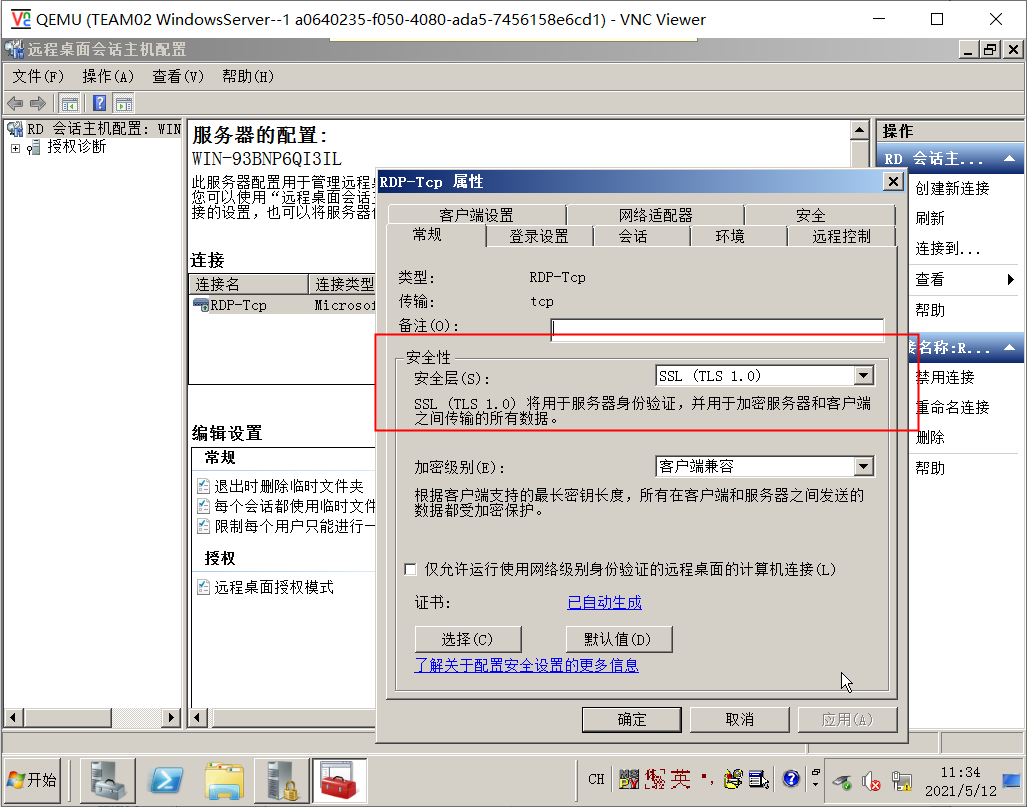 QEMU (TEAM02 WindowsServer--1 a0640235-f050-4080-ada5-7456158e6cd1) - VNC Viewer
远程桌面会话主机配置
文件(F) 操作(A) 查看(V) 帮助(H)
RD 会话主机配置: WIN
授权诊断
服务器的配置:
WIN-93BNP6QI3IL
此服务器配置用于管理远程
您可以使用“远程桌面会话
接的设置，也可以将服务器
连接
连接名 连接类型
RDP-Tcp Microsof
编辑设置
常规
退出时删除临时文件夹
每个会话都使用临时文件
限制每个用户只能进行一
授权
远程桌面授权模式
RDP-Tcp 属性
客户端设置 网络适配器 安全
常规 登录设置 会话 环境 远程控制
类型: RDP-Tcp
传输: tcp
备注(O):
安全性
安全层(S): SSL (TLS 1.0)
SSL (TLS 1.0) 将用于服务器身份验证，并用于加密服务器和客户端
之间传输的所有数据。
加密级别(E): 客户端兼容
根据客户端支持的最长密钥长度，所有在客户端和服务器之间发送的
数据都受加密保护。
仅允许运行使用网络级别身份验证的远程桌面的计算机连接(L)
证书: 已自动生成
选择(C) 默认值(D)
了解关于配置安全设置的更多信息
确定 取消 应用(A)
操作
RD 会话主...
创建新连接
刷新
连接到...
查看
帮助
接名称:R...
禁用连接
重命名连接
删除
帮助
开始
CH 英
11:34
2021/5/12